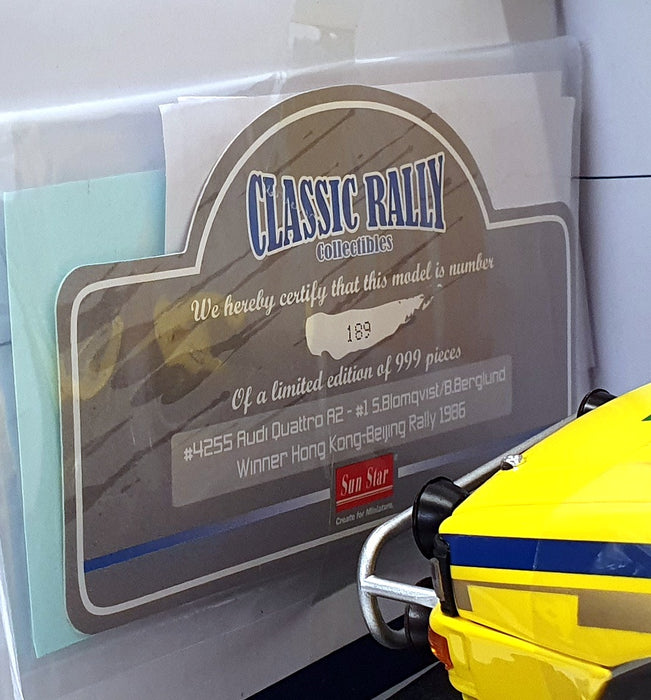 CLASSIC RALLY
Collectibles
We hereby certify that this model is number
189
Of a limited edition of 999 pieces
#4255 Audi Quattro A2 - #1 S.Blomqvist/B.Berglund
Winner Hong Kong-Beijing Rally 1986
Sun Star
Create for Miniature.